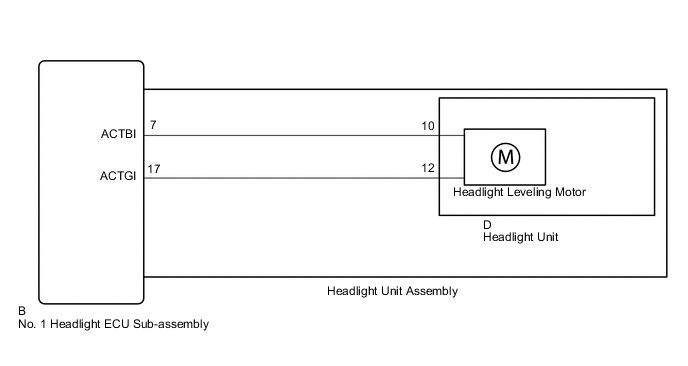 7
10
ACTBI
17
12
ACTGI
M
Headlight Leveling Motor
D
Headlight Unit
Headlight Unit Assembly
B
No. 1 Headlight ECU Sub-assembly